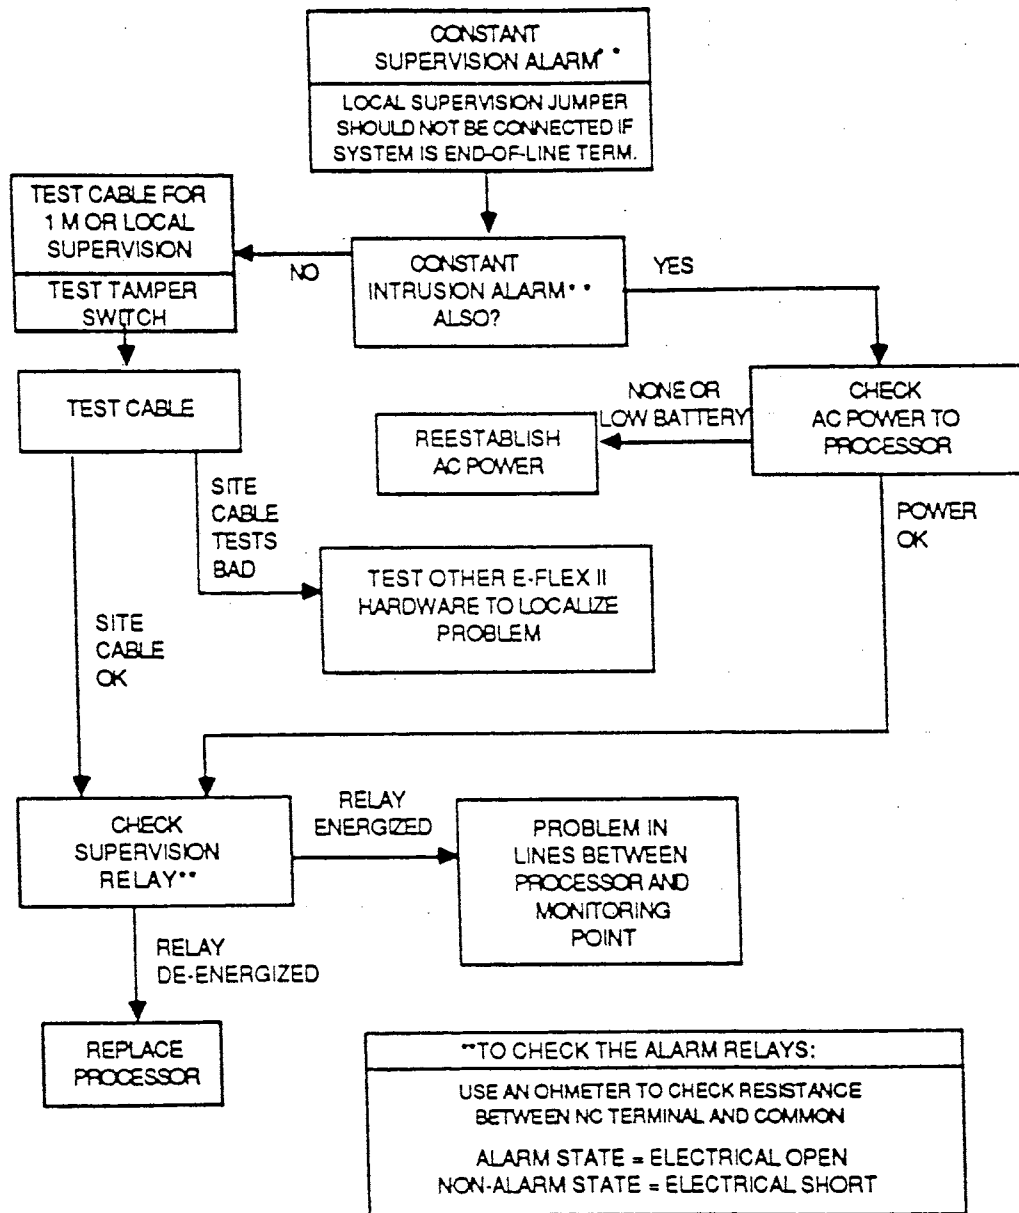 CONSTANT
SUPERVISION ALARM**
LOCAL SUPERVISION JUMPER
SHOULD NOT BE CONNECTED IF
SYSTEM IS END-OF-LINE TERM.
TEST CABLE FOR
1 M OR LOCAL
SUPERVISION
TEST TAMPER
SWITCH
NO
CONSTANT
INTRUSION ALARM**
ALSO?
YES
TEST CABLE
NONE OR
LOW BATTERY
REESTABLISH
AC POWER
CHECK
AC POWER TO
PROCESSOR
SITE
CABLE
TESTS
BAD
POWER
OK
TEST OTHER E-FLEX II
HARDWARE TO LOCALIZE
PROBLEM
SITE
CABLE
OK
CHECK
SUPERVISION
RELAY**
RELAY
ENERGIZED
PROBLEM IN
LINES BETWEEN
PROCESSOR AND
MONITORING
POINT
RELAY
DE-ENERGIZED
REPLACE
PROCESSOR
**TO CHECK THE ALARM RELAYS:
USE AN OHMETER TO CHECK RESISTANCE
BETWEEN NC TERMINAL AND COMMON
ALARM STATE = ELECTRICAL OPEN
NON-ALARM STATE = ELECTRICAL SHORT